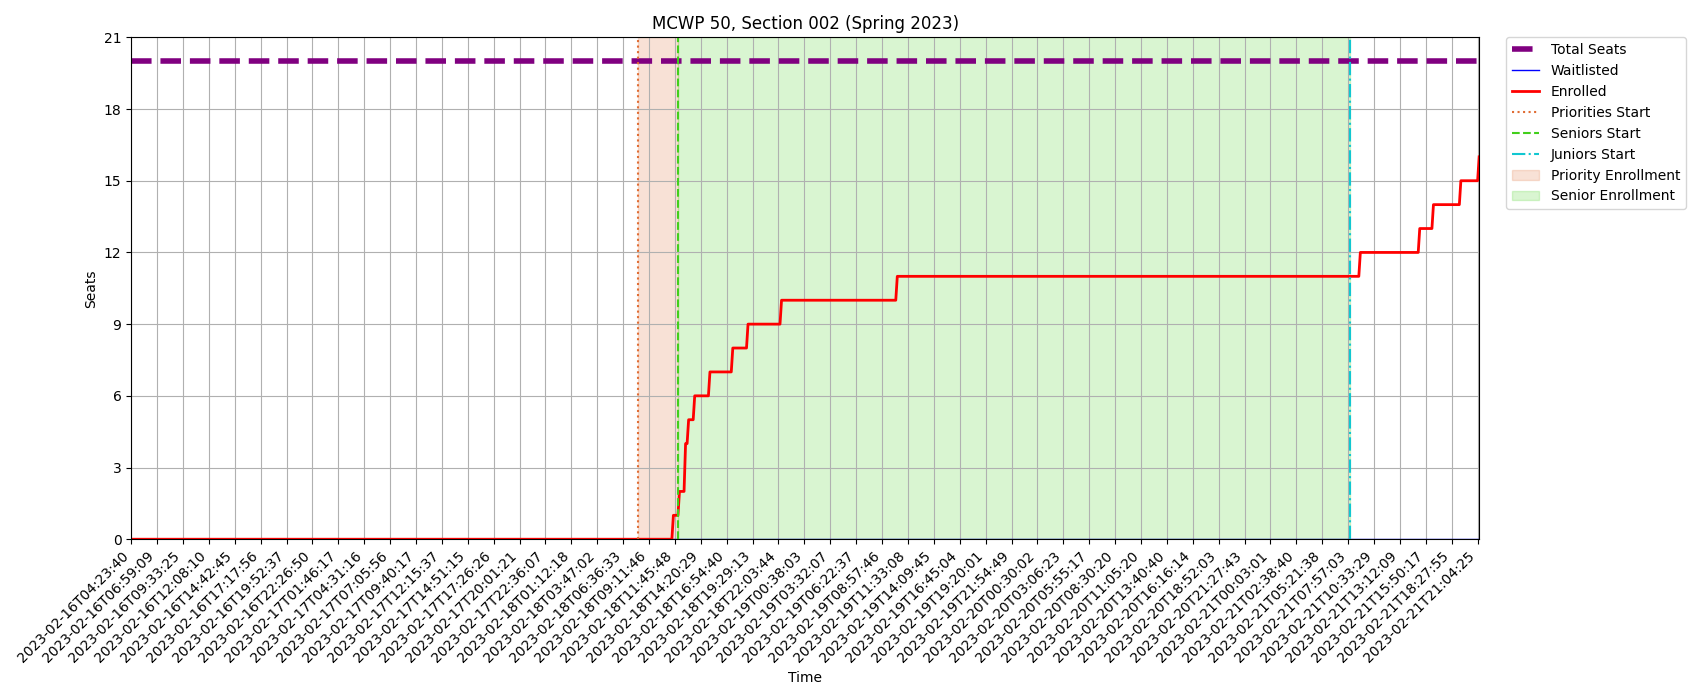 MCWP 50, Section 002 (Spring 2023)
Seats
21
18
15
12
9
6
3
0
2023-02-16T04:23:40
2023-02-16T06:59:09
2023-02-16T09:33:25
2023-02-16T12:08:10
2023-02-16T14:42:45
2023-02-16T17:17:56
2023-02-16T19:52:37
2023-02-16T22:26:50
2023-02-17T01:46:17
2023-02-17T04:31:16
2023-02-17T07:05:56
2023-02-17T09:40:17
2023-02-17T12:15:37
2023-02-17T14:51:15
2023-02-17T17:26:26
2023-02-17T20:01:21
2023-02-17T22:36:07
2023-02-18T01:12:18
2023-02-18T03:47:02
2023-02-18T06:36:33
2023-02-18T09:11:46
2023-02-18T11:45:48
2023-02-18T14:20:29
2023-02-18T16:54:40
2023-02-18T19:29:13
2023-02-18T22:03:44
2023-02-19T00:38:03
2023-02-19T03:32:07
2023-02-19T06:22:37
2023-02-19T08:57:46
2023-02-19T11:33:08
2023-02-19T14:09:45
2023-02-19T16:45:04
2023-02-19T19:20:01
2023-02-19T21:54:49
2023-02-20T00:30:02
2023-02-20T03:06:23
2023-02-20T05:55:17
2023-02-20T08:30:20
2023-02-20T11:05:20
2023-02-20T13:40:40
2023-02-20T16:16:14
2023-02-20T18:52:03
2023-02-20T21:27:43
2023-02-21T00:03:01
2023-02-21T02:38:40
2023-02-21T05:21:38
2023-02-21T07:57:03
2023-02-21T10:33:29
2023-02-21T13:12:09
2023-02-21T15:50:17
2023-02-21T18:27:55
2023-02-21T21:04:25
Time
Total Seats
Waitlisted
Enrolled
Priorities Start
Seniors Start
Juniors Start
Priority Enrollment
Senior Enrollment